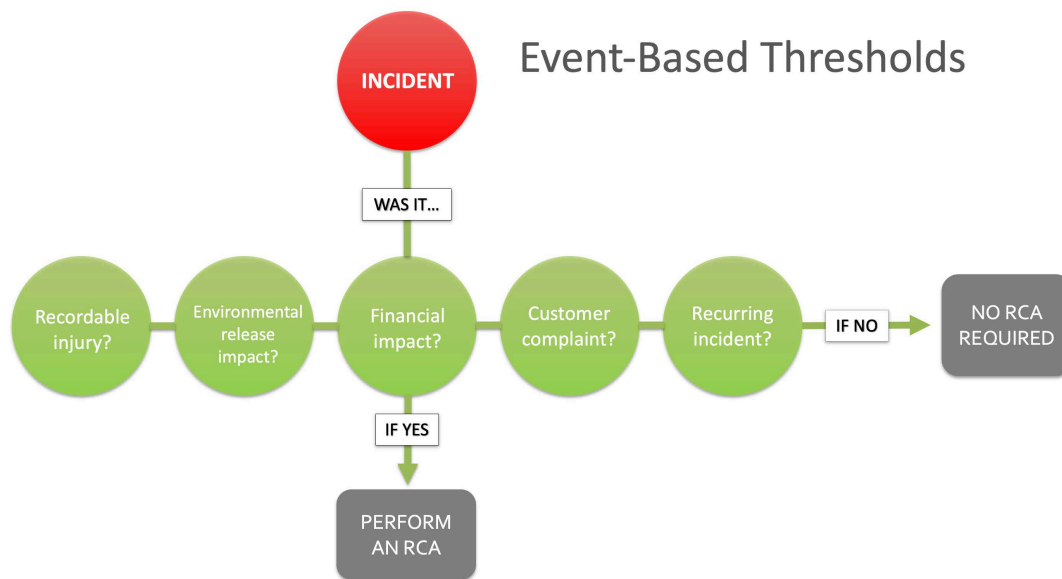 Event-Based Thresholds
INCIDENT
WAS IT...
Recordable
injury?
Environmental
release
impact?
Financial
impact?
Customer
complaint?
Recurring
incident?
IF NO
NO RCA
REQUIRED
IF YES
PERFORM
AN RCA